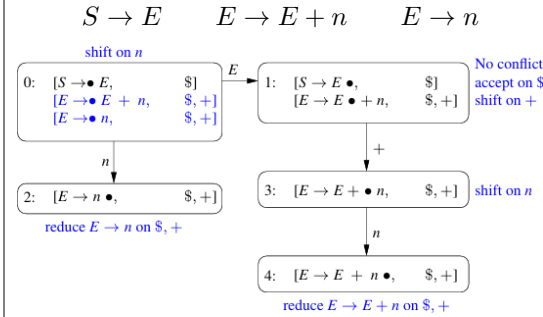 S → E E → E + n E → n
shift on n
0: [S →• E, $]
[E →• E + n, $, +]
[E →• n, $, +]
E
1: [S → E •, $]
[E → E • + n, $, +]
No conflict
accept on $
shift on +
n
+
2: [E → n •, $, +]
reduce E → n on $, +
3: [E → E + • n, $, +]
shift on n
n
4: [E → E + n •, $, +]
reduce E → E + n on $, +